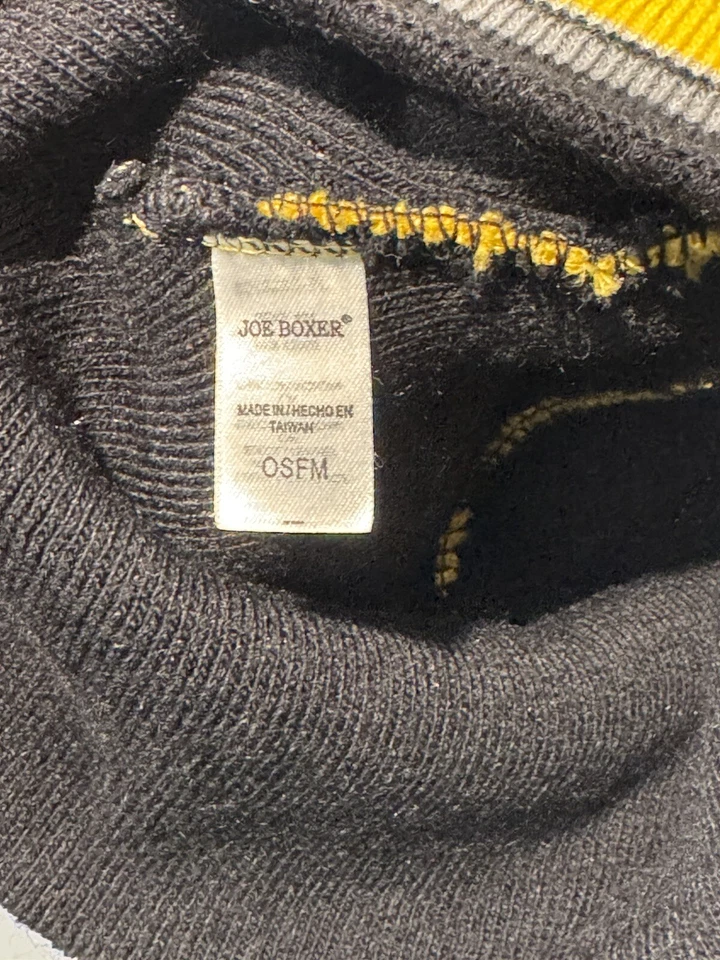 JOE BOXER®
MADE IN / HECHO EN
TAIWAN
OSFM